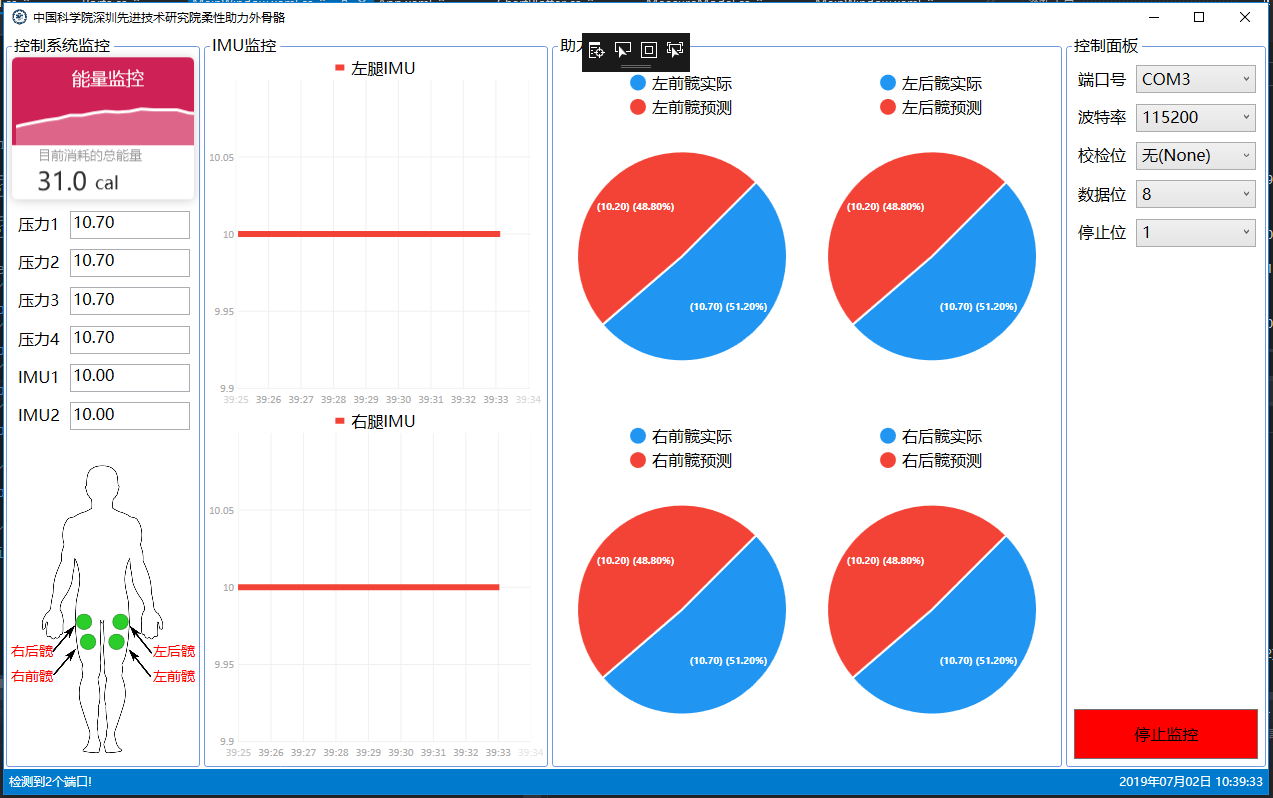 中国科学院深圳先进技术研究院柔性助力外骨骼
控制系统监控
能量监控
目前消耗的总能量
31.0 cal
压力1 10.70
压力2 10.70
压力3 10.70
压力4 10.70
IMU1 10.00
IMU2 10.00
右后髋
左后髋
右前髋
左前髋
IMU监控
左腿IMU
10.05
10
9.95
9.9
39:25 39:26 39:27 39:28 39:29 39:30 39:31 39:32 39:33 39:34
右腿IMU
10.05
10
9.95
9.9
39:25 39:26 39:27 39:28 39:29 39:30 39:31 39:32 39:33 39:34
左前髋实际
左前髋预测
(10.20) (48.80%)
(10.70) (51.20%)
左后髋实际
左后髋预测
(10.20) (48.80%)
(10.70) (51.20%)
右前髋实际
右前髋预测
(10.20) (48.80%)
(10.70) (51.20%)
右后髋实际
右后髋预测
(10.20) (48.80%)
(10.70) (51.20%)
控制面板
端口号 COM3
波特率 115200
校检位 无(None)
数据位 8
停止位 1
停止监控
检测到2个端口!
2019年07月02日 10:39:33